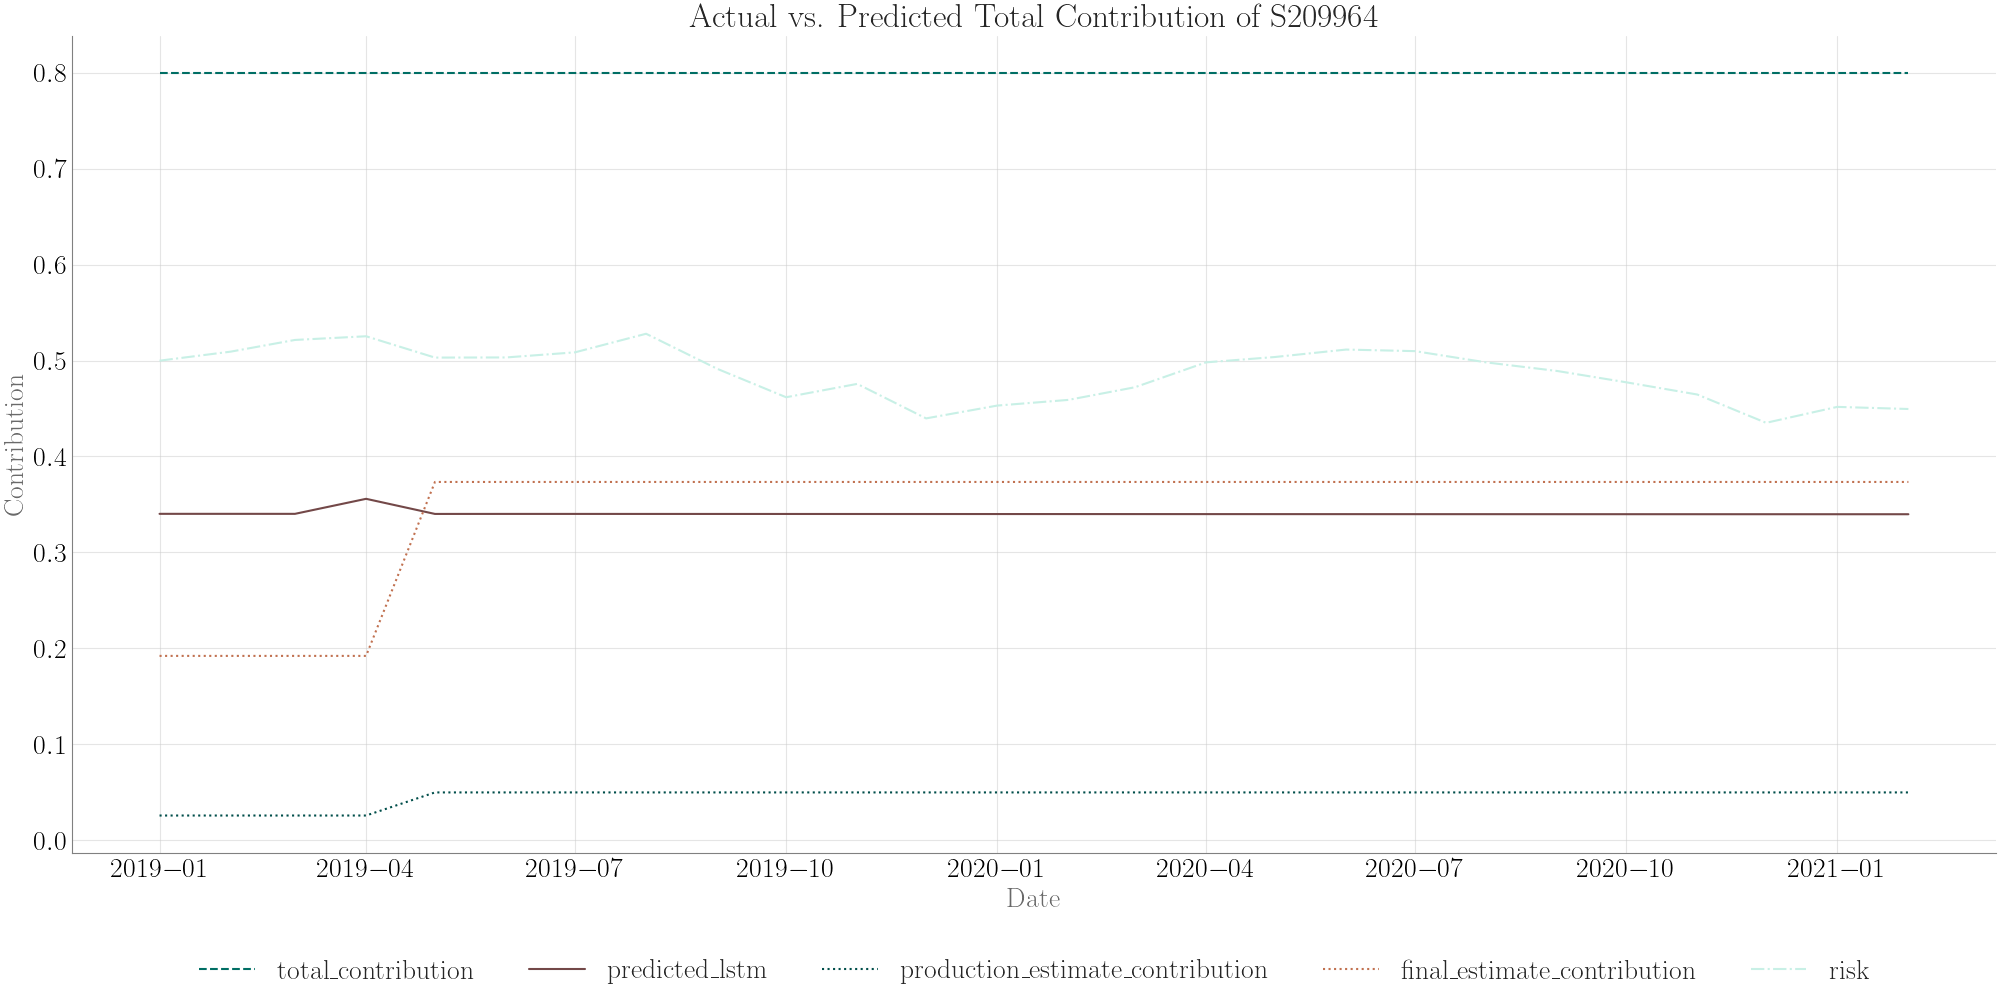 Actual vs. Predicted Total Contribution of S209964
0.8
0.7
0.6
0.5
0.4
0.3
0.2
0.1
0.0
Contribution
2019−01 2019−04 2019−07 2019−10 2020−01 2020−04 2020−07 2020−10 2021−01
Date
total_contribution predicted_lstm production_estimate_contribution final_estimate_contribution risk